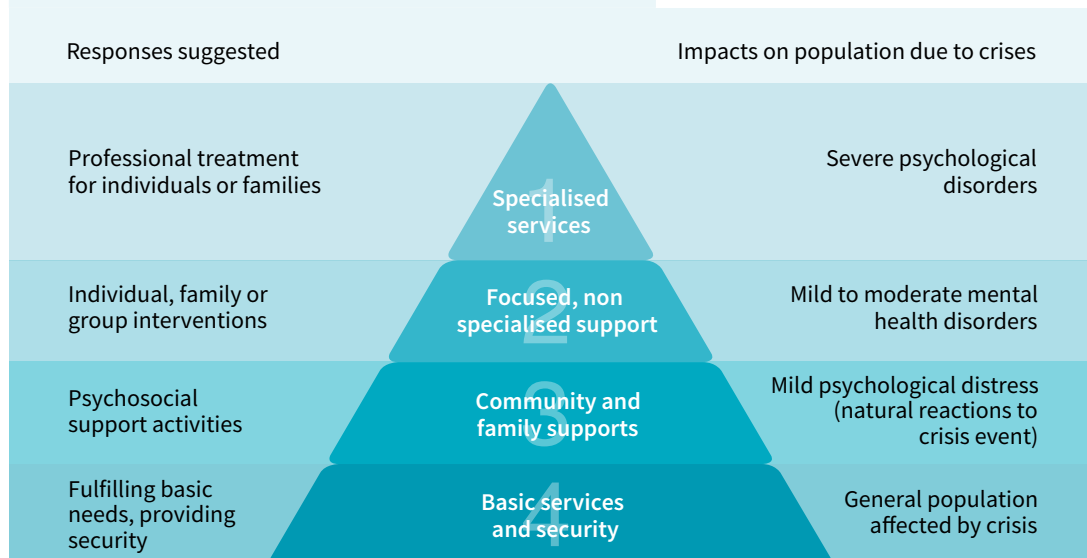 Responses suggested
Impacts on population due to crises
Professional treatment
for individuals or families
1
Specialised
services
Severe psychological
disorders
Individual, family or
group interventions
2
Focused, non
specialised support
Mild to moderate mental
health disorders
Psychosocial
support activities
3
Community and
family supports
Mild psychological distress
(natural reactions to
crisis event)
Fulfilling basic
needs, providing
security
4
Basic services
and security
General population
affected by crisis